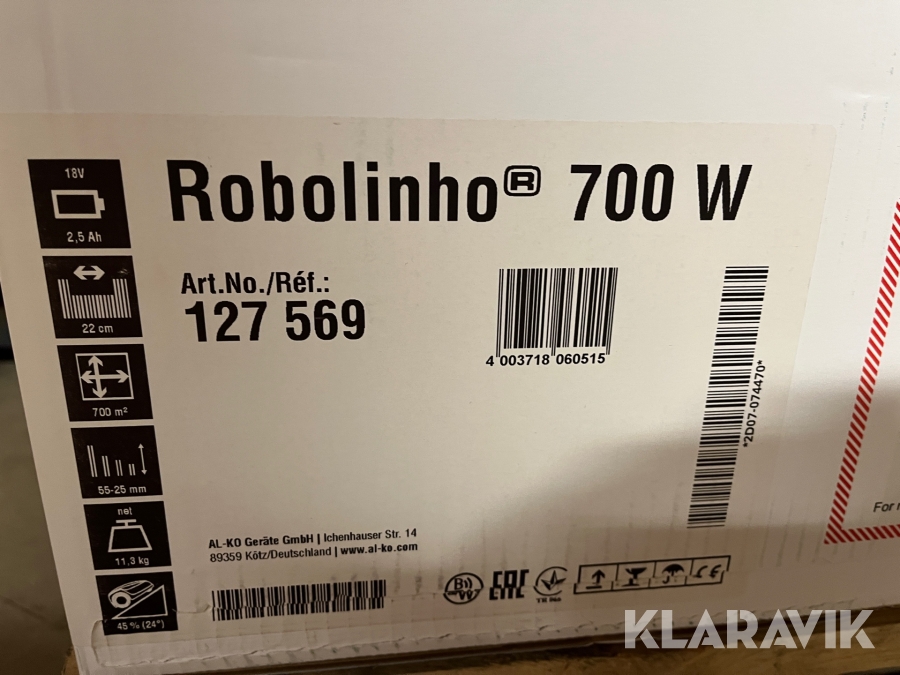 Robolinho® 700 W
18V
2,5 Ah
Art.No./Réf.:
127 569
22 cm
4 003718 060515
700 m²
*2D07-074470*
55-25 mm
net
11,3 kg
AL-KO Geräte GmbH | Ichenhauser Str. 14
89359 Kötz/Deutschland | www.al-ko.com
45 % (24°)
EAC
CE
For
KLARAVIK